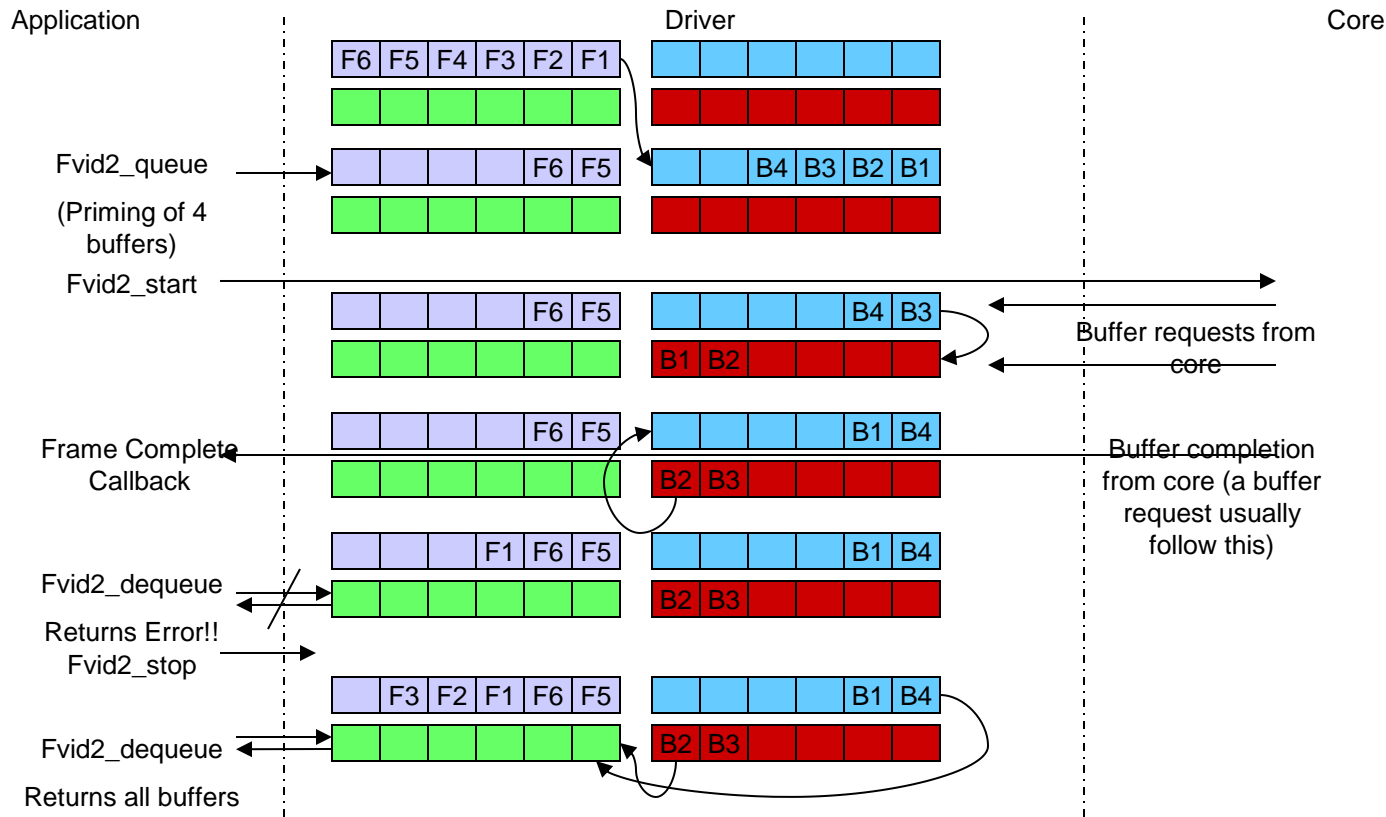 Application
Driver
Core
F6 F5 F4 F3 F2 F1
Fvid2_queue
(Priming of 4
buffers)
F6 F5
B4 B3 B2 B1
Fvid2_start
F6 F5
B4 B3
B1 B2
Buffer requests from
core
Frame Complete
Callback
F6 F5
B1 B4
B2 B3
Buffer completion
from core (a buffer
request usually
follow this)
F1 F6 F5
B1 B4
Fvid2_dequeue
B2 B3
Returns Error!!
Fvid2_stop
F3 F2 F1 F6 F5
B1 B4
Fvid2_dequeue
B2 B3
Returns all buffers